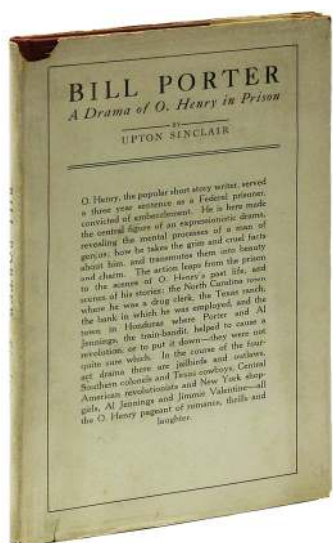 BILL PORTER
A Drama of O. Henry in Prison
BY
UPTON SINCLAIR
O. Henry, the popular short story writer, served
a three year sentence as a Federal prisoner,
convicted of embezzlement. He is here made
the central figure of an expressionistic drama,
revealing the mental processes of a man of
genius; how he takes the grim and cruel facts
about him, and transmutes them into beauty
and charm. The action leaps from the prison
to the scenes of O. Henry's past life, and
scenes of his stories: the North Carolina town
where he was a drug clerk, the Texas ranch,
the bank in which he was employed, and the
town in Honduras where Porter and Al
Jennings, the train-bandit, helped to cause a
revolution, or to put it down—they were not
quite sure which. In the course of the four-
act drama there are jailbirds and outlaws,
Southern colonels and Texas cowboys, Central
American revolutionists and New York shop-
girls, Al Jennings and Jimmie Valentine—all
the O. Henry pageant of romance, thrills and
laughter.